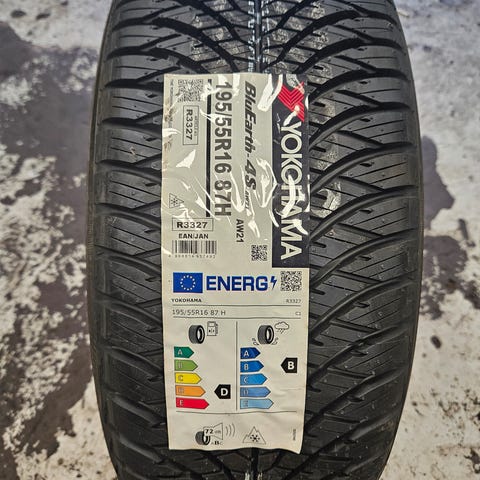 YOKOHAMA
BluEarth-4S
AW21
195/55R16 87H
R3327
R3327
EAN/JAN
ENERG
YOKOHAMA
R3327
195/55R16 87 H
C1
A
B
C
D
E
D
A
B
C
D
E
B
72 dB
ABC